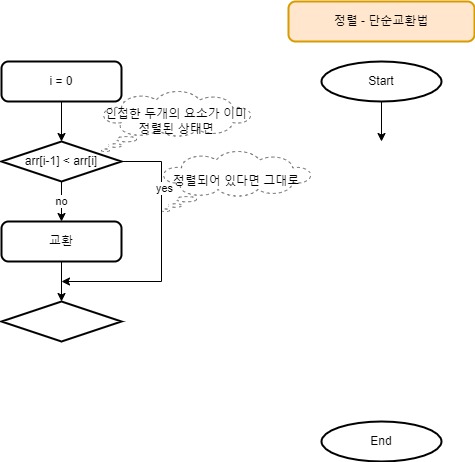 정렬 - 단순교환법
i = 0
Start
인접한 두개의 요소가 이미
정렬된 상태면
arr[i-1] < arr[i]
정렬되어 있다면 그대로
yes
no
교환
End